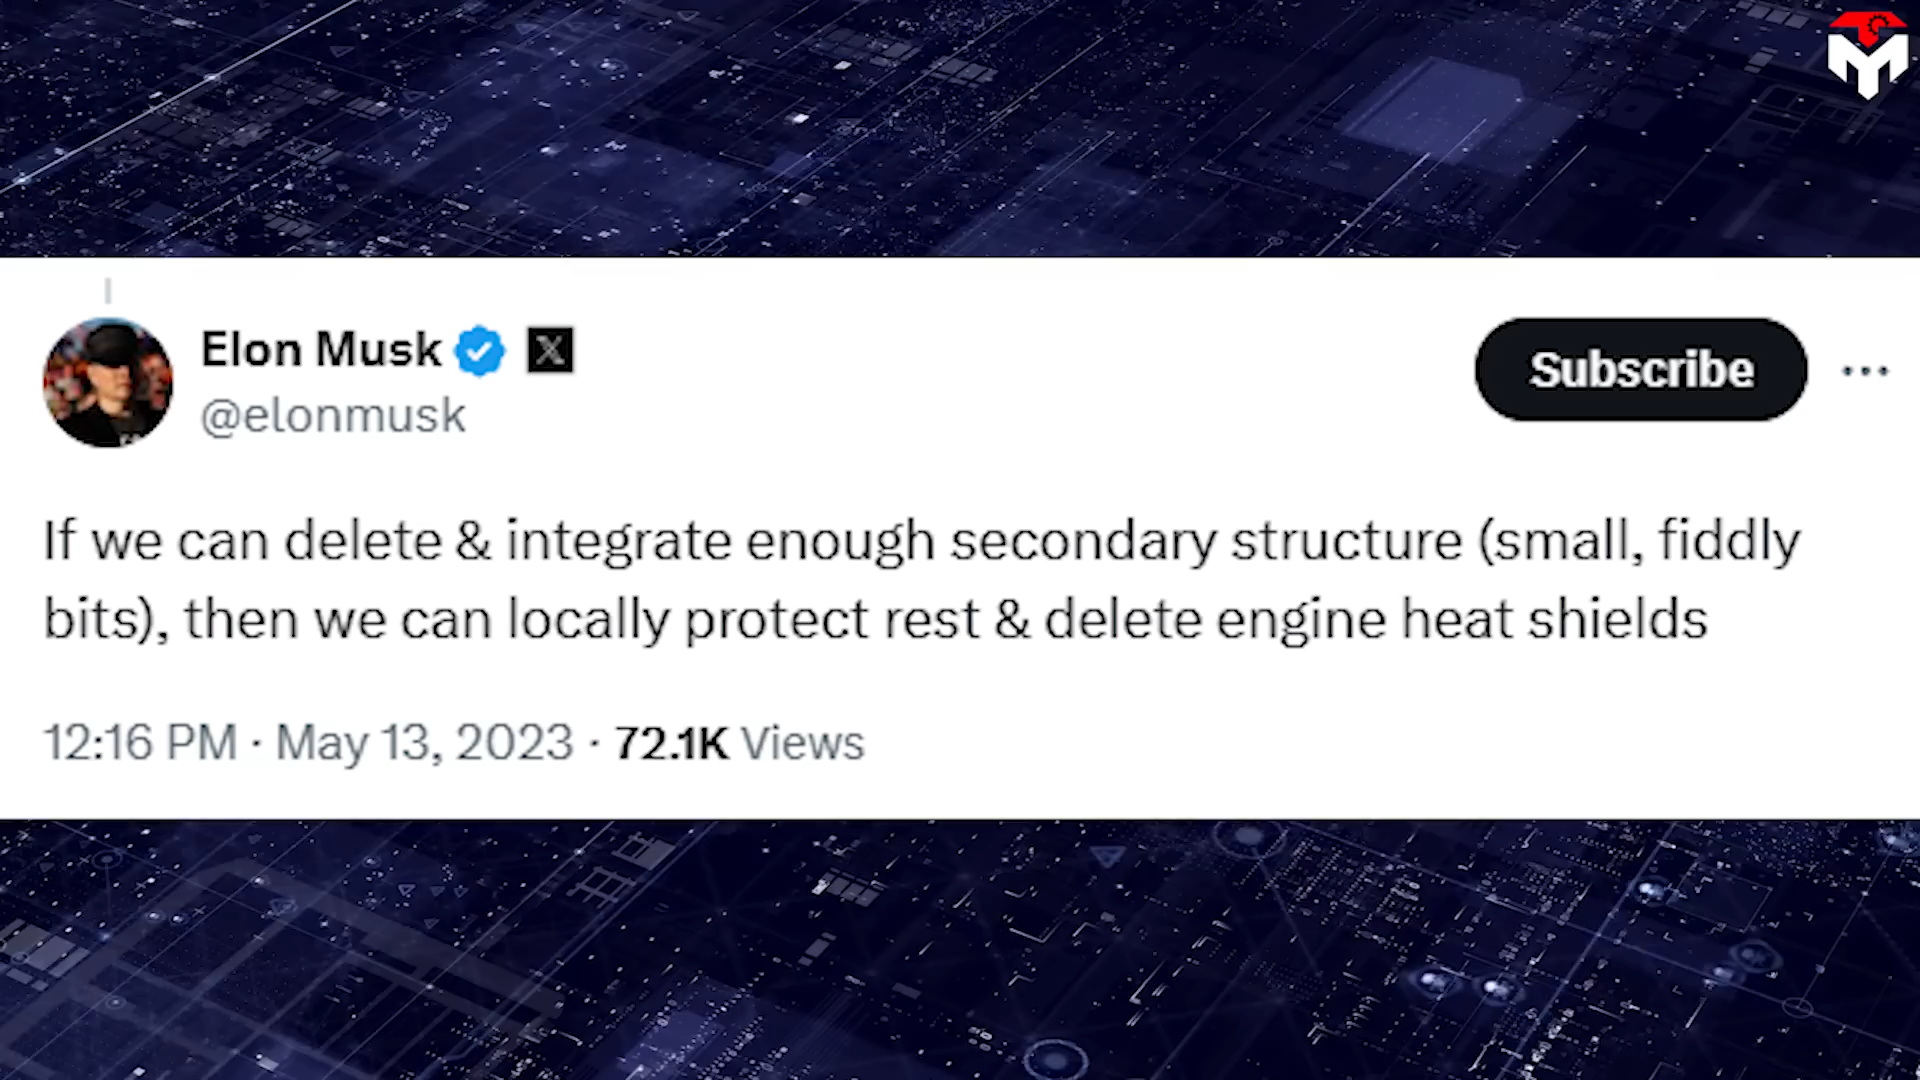 Elon Musk
@elonmusk
Subscribe
If we can delete & integrate enough secondary structure (small, fiddly
bits), then we can locally protect rest & delete engine heat shields
12:16 PM · May 13, 2023 · 72.1K Views